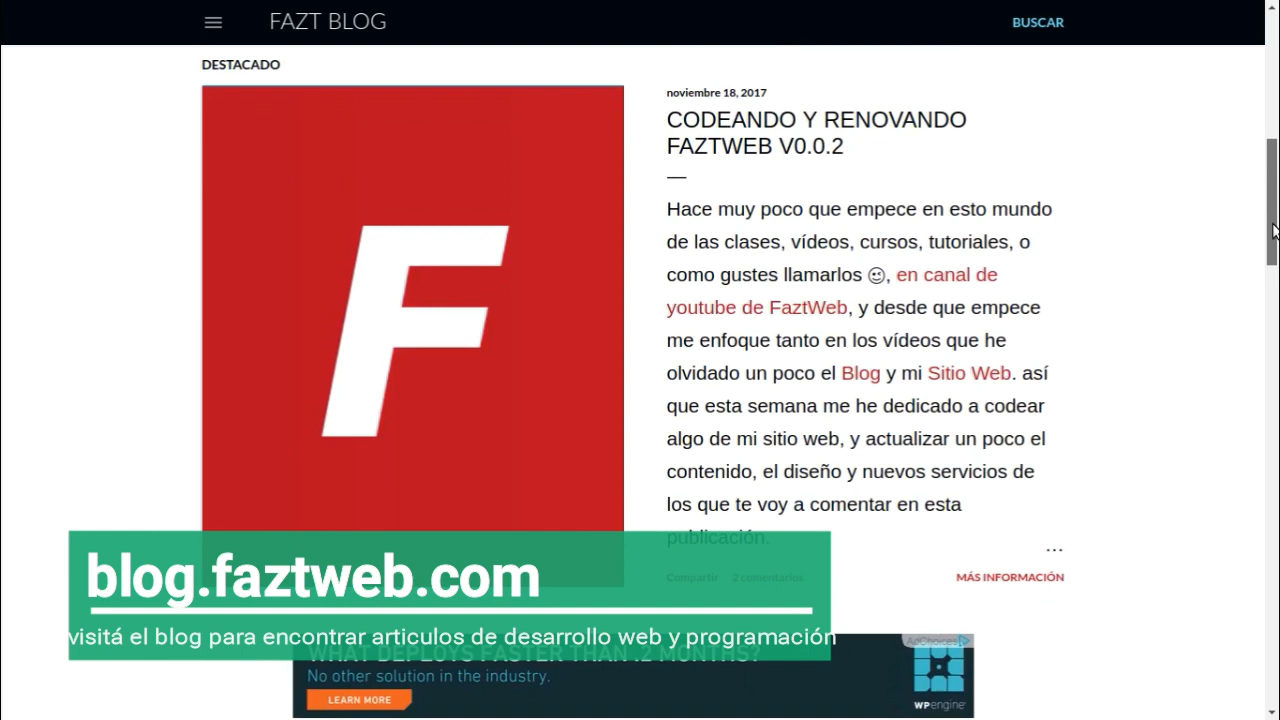 FAZT BLOG
BUSCAR
DESTACADO
F
noviembre 18, 2017
CODEANDO Y RENOVANDO
FAZTWEB V0.0.2
—
Hace muy poco que empece en esto mundo
de las clases, vídeos, cursos, tutoriales, o
como gustes llamarlos 😉, en canal de
youtube de FaztWeb, y desde que empece
me enfoque tanto en los vídeos que he
olvidado un poco el Blog y mi Sitio Web. así
que esta semana me he dedicado a codear
algo de mi sitio web, y actualizar un poco el
contenido, el diseño y nuevos servicios de
los que te voy a comentar en esta
publicación.
…
Compartir 2 comentarios
MÁS INFORMACIÓN
blog.faztweb.com
visitá el blog para encontrar articulos de desarrollo web y programación
AdChoices
WHAT DEPLOYS FASTER THAN .2 MONTHS?
No other solution in the industry.
LEARN MORE
WPengine